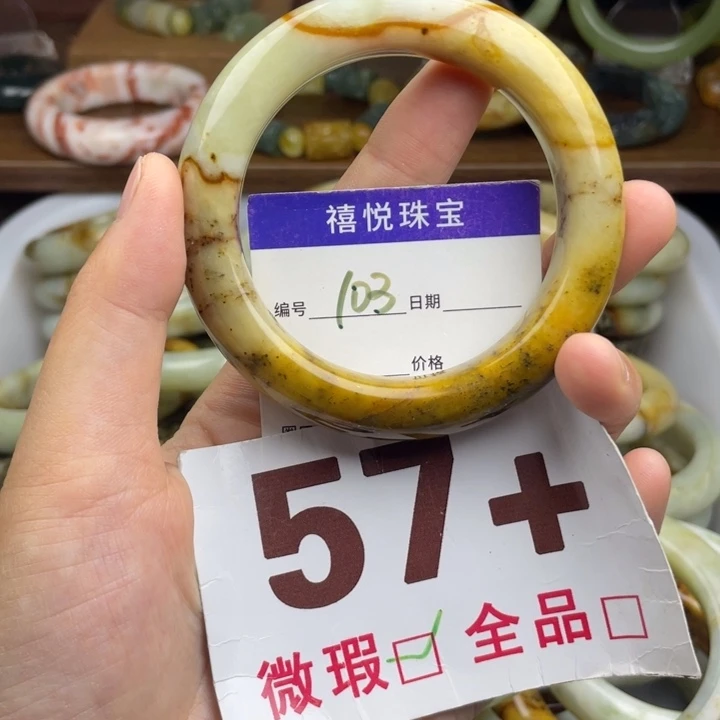 禧悦珠宝
编号 103 日期
价格
57+
微瑕☑ 全品☐